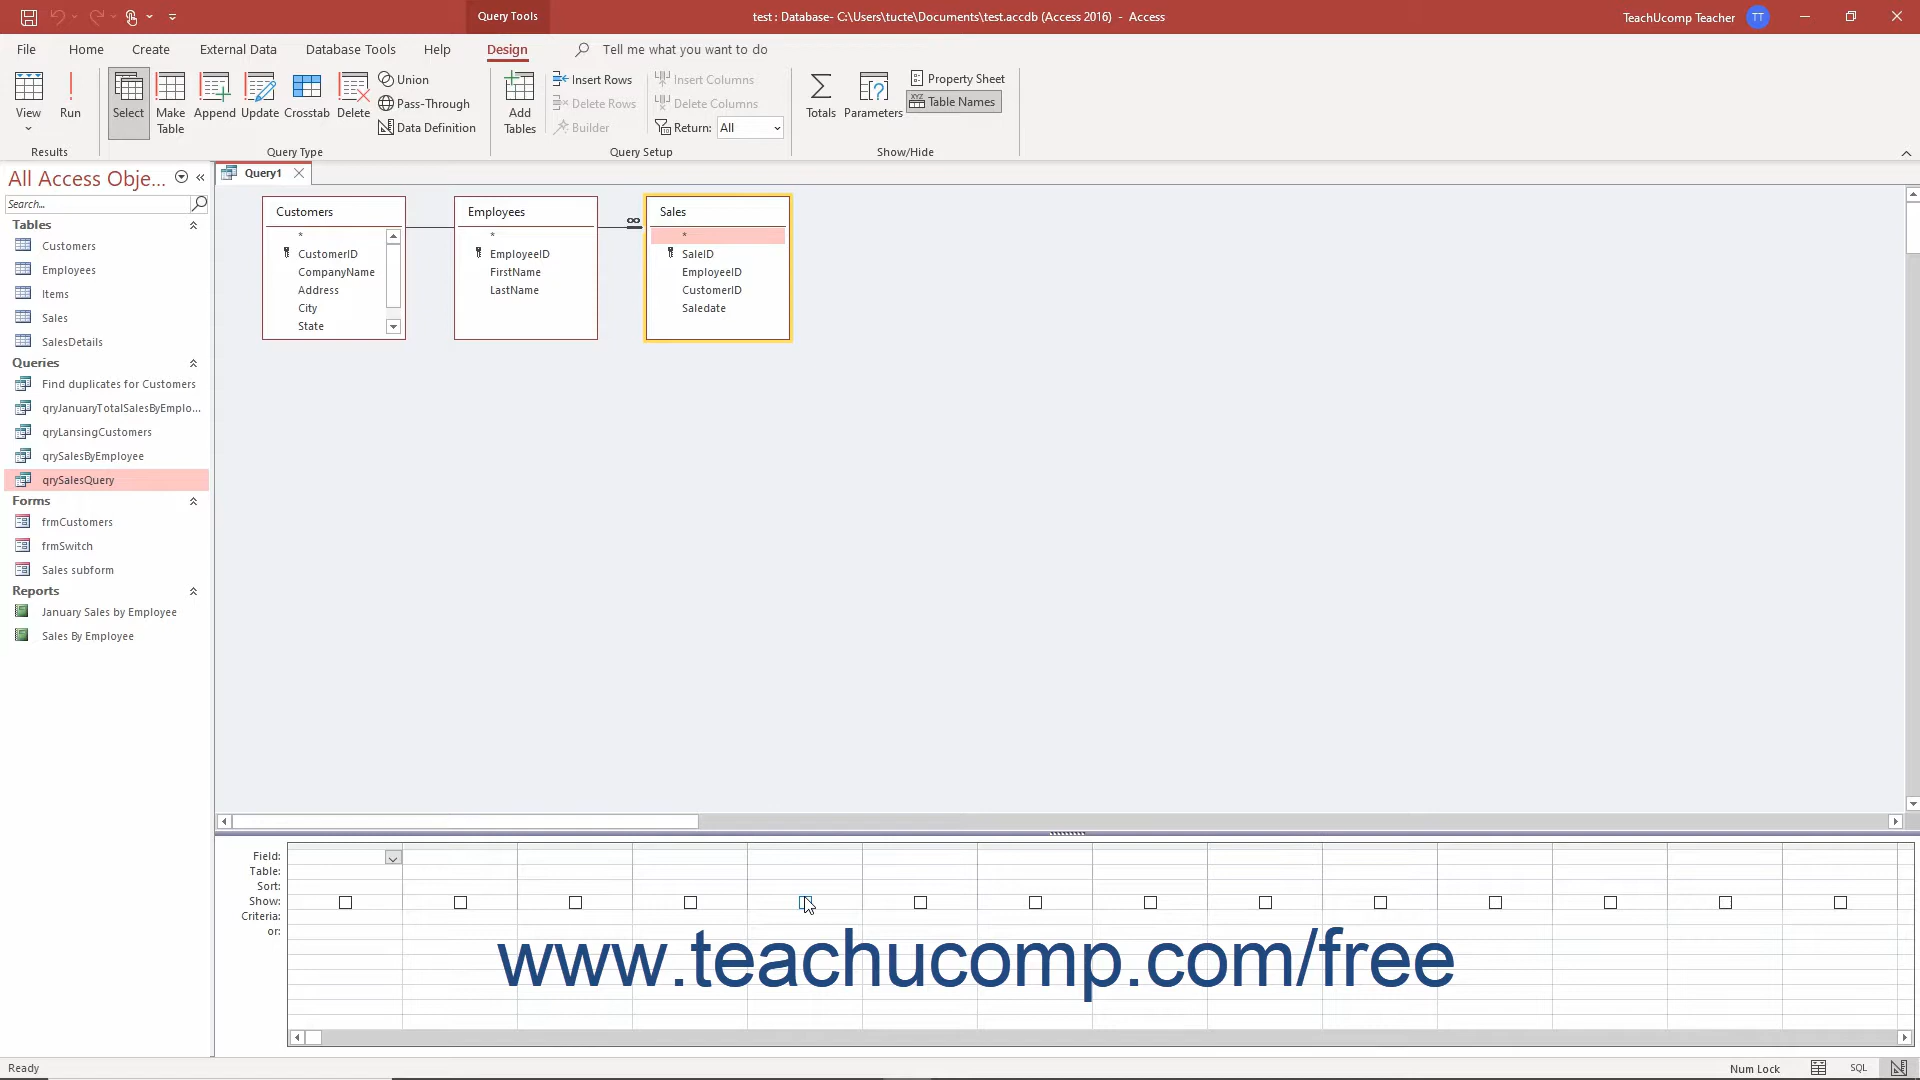 Query Tools
test : Database- C:\Users\tucte\Documents\test.accdb (Access 2016) - Access
TeachUcomp Teacher TT
File Home Create External Data Database Tools Help Design Tell me what you want to do
View
Run
Select
Make
Table
Append
Update
Crosstab
Delete
Union
Pass-Through
Data Definition
Add
Tables
Insert Rows
Delete Rows
Builder
Insert Columns
Delete Columns
Return: All
Totals
Parameters
Property Sheet
XYZ Table Names
Results
Query Type
Query Setup
Show/Hide
All Access Obje...
Search...
Tables
Customers
Employees
Items
Sales
SalesDetails
Queries
Find duplicates for Customers
qryJanuaryTotalSalesByEmplo...
qryLansingCustomers
qrySalesByEmployee
qrySalesQuery
Forms
frmCustomers
frmSwitch
Sales subform
Reports
January Sales by Employee
Sales By Employee
Query1
Customers
*
CustomerID
CompanyName
Address
City
State
Employees
*
EmployeeID
FirstName
LastName
∞
Sales
*
SaleID
EmployeeID
CustomerID
Saledate
Field:
Table:
Sort:
Show:
Criteria:
or:
www.teachucomp.com/free
Ready
Num Lock
SQL